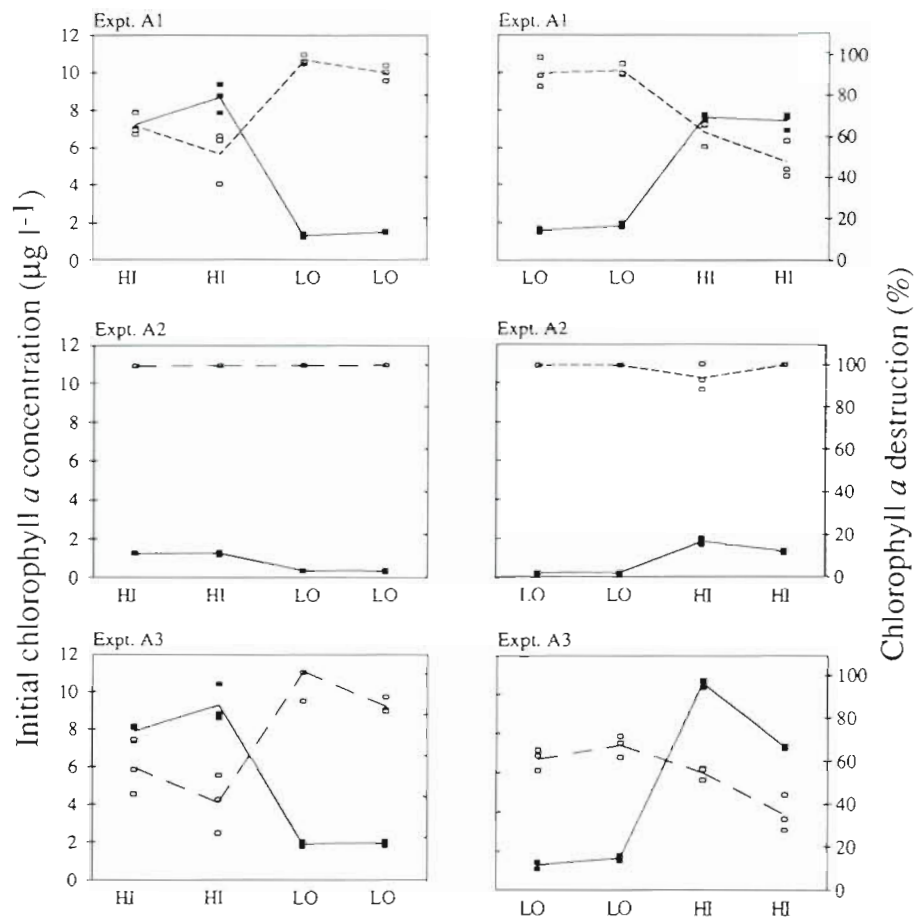 Expt. A1
12
10
8
6
4
2
0
HI HI LO LO
Expt. A1
100
80
60
40
20
0
LO LO HI HI
Expt. A2
12
10
8
6
4
2
0
HI HI LO LO
Expt. A2
100
80
60
40
20
0
LO LO HI HI
Expt. A3
12
10
8
6
4
2
0
HI HI LO LO
Expt. A3
100
80
60
40
20
0
LO LO HI HI
Initial chlorophyll a concentration (µg l⁻¹)
Chlorophyll a destruction (%)